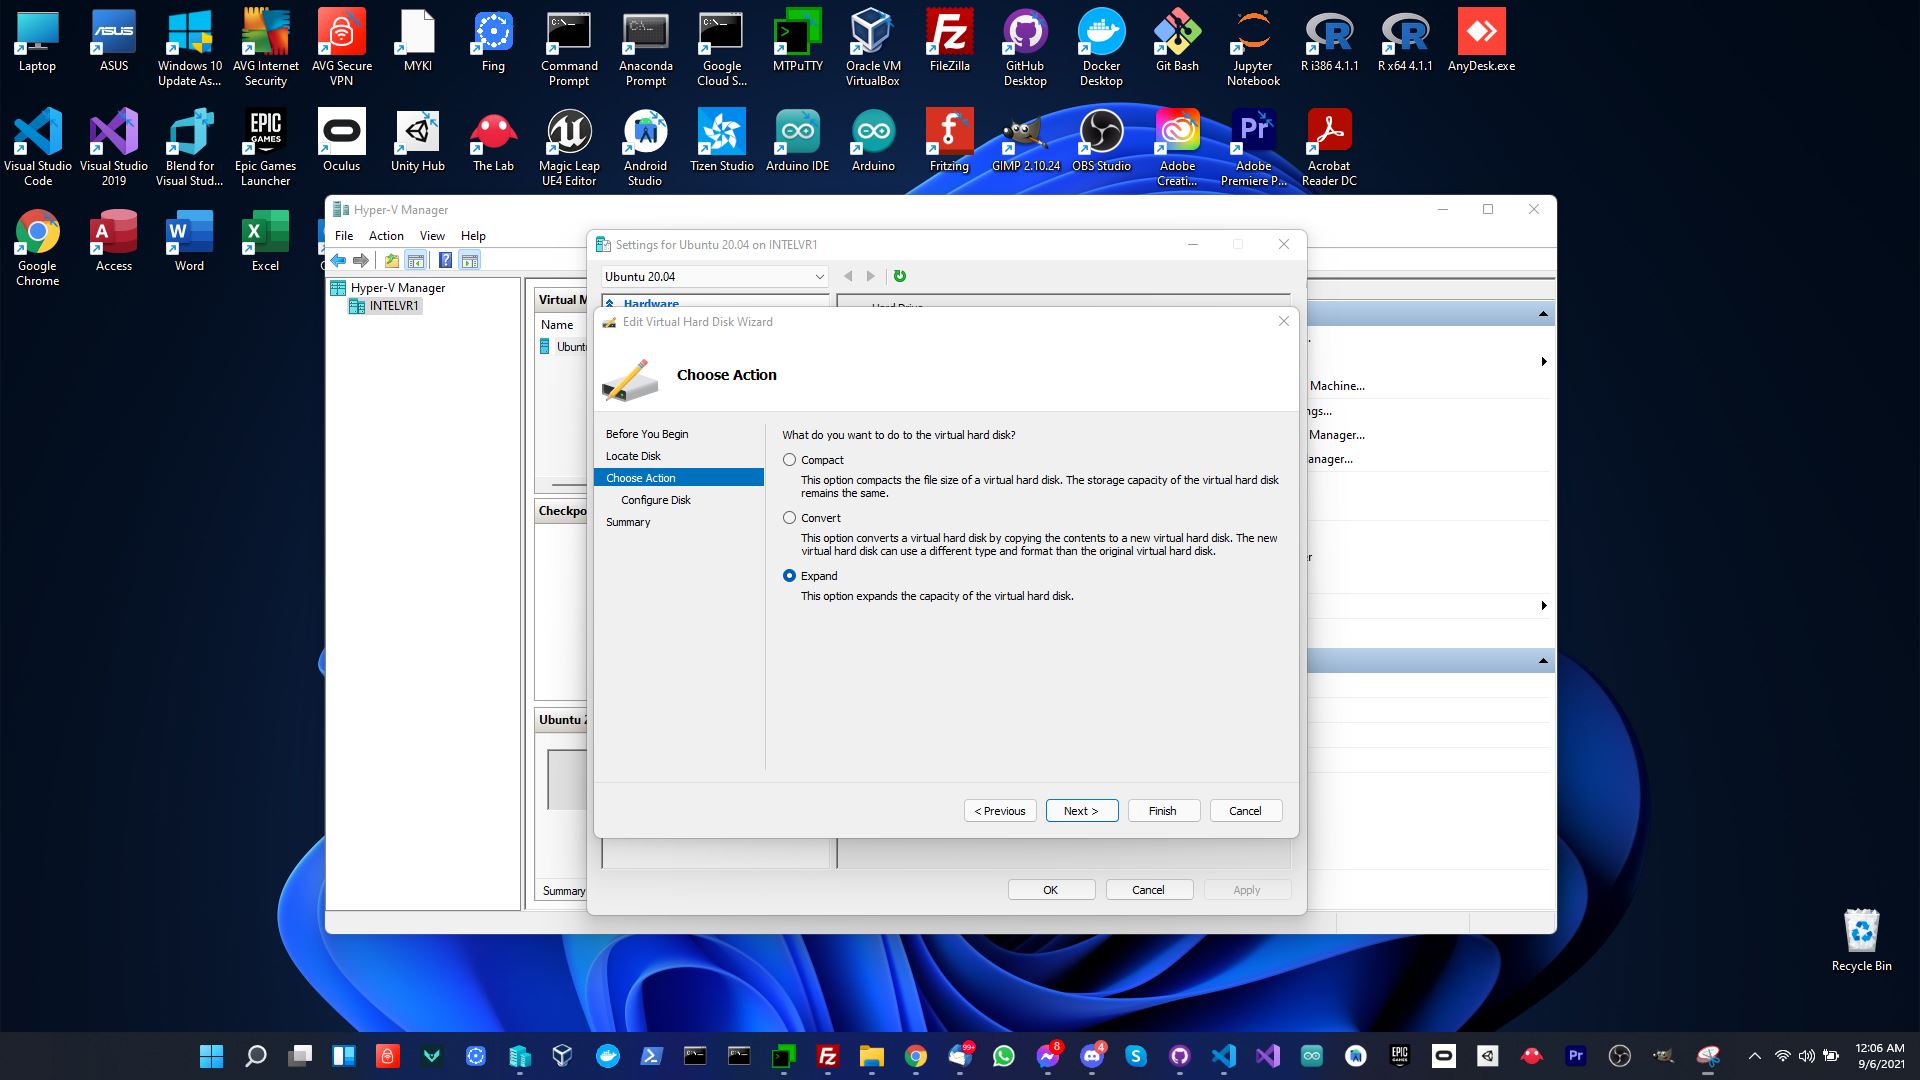 Laptop
ASUS
Windows 10
Update As...
AVG Internet
Security
AVG Secure
VPN
MYKI
Fing
Command
Prompt
Anaconda
Prompt
Google
Cloud S...
MTPuTTY
Oracle VM
VirtualBox
FileZilla
GitHub
Desktop
Docker
Desktop
Git Bash
Jupyter
Notebook
R i386 4.1.1
R x64 4.1.1
AnyDesk.exe
Visual Studio
Code
Visual Studio
2019
Blend for
Visual Stud...
Epic Games
Launcher
Oculus
Unity Hub
The Lab
Magic Leap
UE4 Editor
Android
Studio
Tizen Studio
Arduino IDE
Arduino
Fritzing
GIMP 2.10.24
OBS Studio
Adobe
Creati...
Adobe
Premiere P...
Acrobat
Reader DC
Google
Chrome
Access
Word
Excel
Hyper-V Manager
File Action View Help
Hyper-V Manager
INTELVR1
Virtual M
Name
Ubunt
Checkpo
Ubuntu 2
Summary
Settings for Ubuntu 20.04 on INTELVR1
Ubuntu 20.04
Hardware
Edit Virtual Hard Disk Wizard
Choose Action
Before You Begin
Locate Disk
Choose Action
Configure Disk
Summary
What do you want to do to the virtual hard disk?
Compact
This option compacts the file size of a virtual hard disk. The storage capacity of the virtual hard disk
remains the same.
Convert
This option converts a virtual hard disk by copying the contents to a new virtual hard disk. The new
virtual hard disk can use a different type and format than the original virtual hard disk.
Expand
This option expands the capacity of the virtual hard disk.
< Previous Next > Finish Cancel
OK Cancel Apply
Machine...
ngs...
Manager...
anager...
Recycle Bin
12:06 AM
9/6/2021